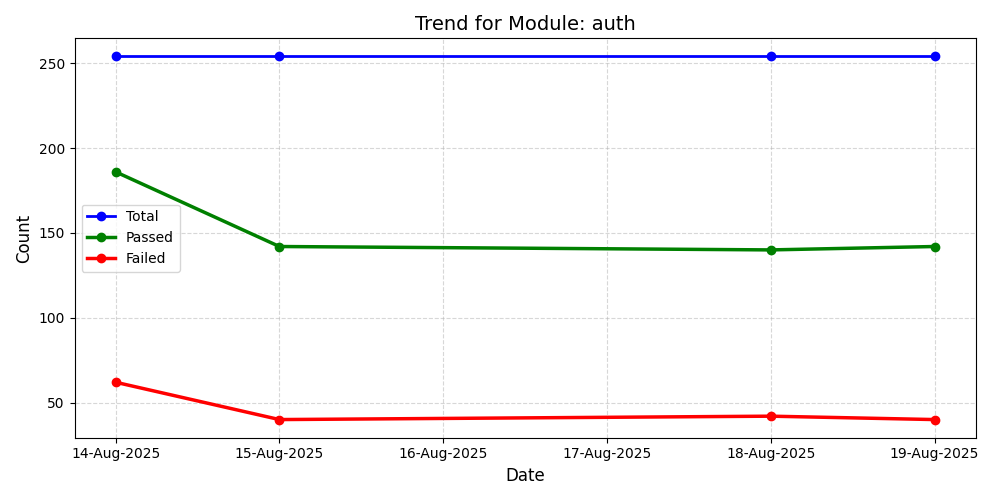 Trend for Module: auth
Count
250
200
150
100
50
Total
Passed
Failed
14-Aug-2025 15-Aug-2025 16-Aug-2025 17-Aug-2025 18-Aug-2025 19-Aug-2025
Date